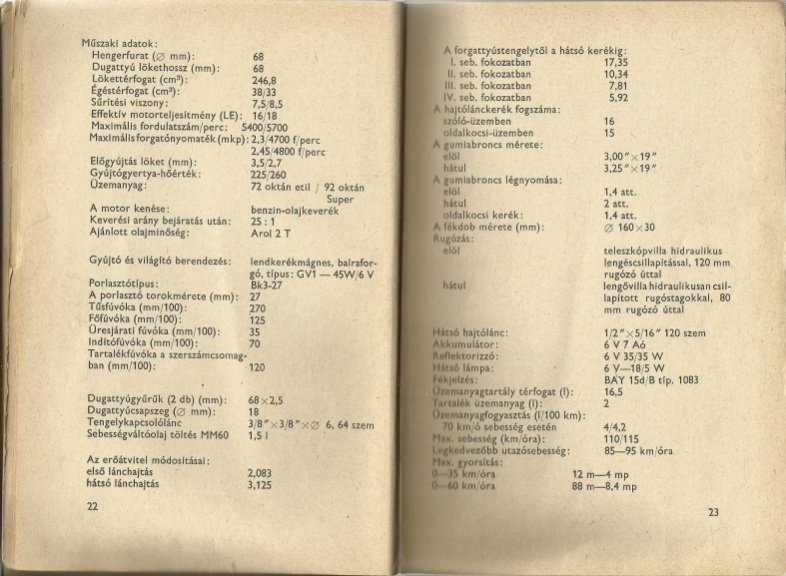 Műszaki adatok:
Hengerfurat (∅ mm): 68
Dugattyú lökethossz (mm): 68
Lökettérfogat (cm³): 246,8
Égéstérfogat (cm³): 38/33
Sűrítési viszony: 7,5/8,5
Effektív motorteljesítmény (LE): 16/18
Maximális fordulatszám/perc: 5400/5700
Maximális forgatónyomaték (mkp): 2,3/4700 f/perc
2,45/4800 f/perc
Előgyújtás löket (mm): 3,5/2,7
Gyújtógyertya-hőérték: 225/260
Üzemanyag: 72 oktán etil / 92 oktán
Super
A motor kenése: benzin-olajkeverék
Keverési arány bejáratás után: 25 : 1
Ajánlott olajminőség: Arol 2 T
Gyújtó és világító berendezés: lendkerékmágnes, balrafor-
gó, típus: GV1 — 45W/6 V
Porlasztótípus: Bk3-27
A porlasztó torokmérete (mm): 27
Tűsfúvóka (mm/100): 270
Főfúvóka (mm/100): 125
Üresjárati fúvóka (mm/100): 35
Indítófúvóka (mm/100): 70
Tartalékfúvóka a szerszámcsomag-
ban (mm/100): 120
Dugattyúgyűrűk (2 db) (mm): 68×2,5
Dugattyúcsapszeg (∅ mm): 18
Tengelykapcsolólánc 3/8"×3/8"×∅ 6, 64 szem
Sebességváltóolaj töltés MM60 1,5 l
Az erőátvitel módosításai:
első lánchajtás 2,083
hátsó lánchajtás 3,125
22
A forgattyústengelytől a hátsó kerékig:
I. seb. fokozatban 17,35
II. seb. fokozatban 10,34
III. seb. fokozatban 7,81
IV. seb. fokozatban 5,92
A hajtólánckerék fogszáma:
szóló-üzemben 16
oldalkocsi-üzemben 15
A gumiabroncs mérete:
elöl 3,00"×19"
hátul 3,25"×19"
A gumiabroncs légnyomása:
elöl 1,4 att.
hátul 2 att.
oldalkocsi kerék: 1,4 att.
A fékdob mérete (mm): ∅ 160×30
Rugózás:
elöl teleszkópvilla hidraulikus
lengéscsillapítással, 120 mm
rugózó úttal
hátul lengővilla hidraulikusan csil-
lapított rugóstagokkal, 80
mm rugózó úttal
Hátsó hajtólánc: 1/2"×5/16" 120 szem
Akkumulátor: 6 V 7 Aó
Reflektorizzó: 6 V 35/35 W
Hátsó lámpa: 6 V—18/5 W
Fékjelzés: BAY 15d/B típ. 1083
Üzemanyagtartály térfogat (l): 16,5
Tartalék üzemanyag (l): 2
Üzemanyagfogyasztás (l/100 km):
70 km/ó sebesség esetén 4/4,2
Max. sebesség (km/óra): 110/115
Legkedvezőbb utazósebesség: 85—95 km/óra
Max. gyorsítás:
0—35 km/óra 12 m—4 mp
0—60 km/óra 88 m—8,4 mp
23